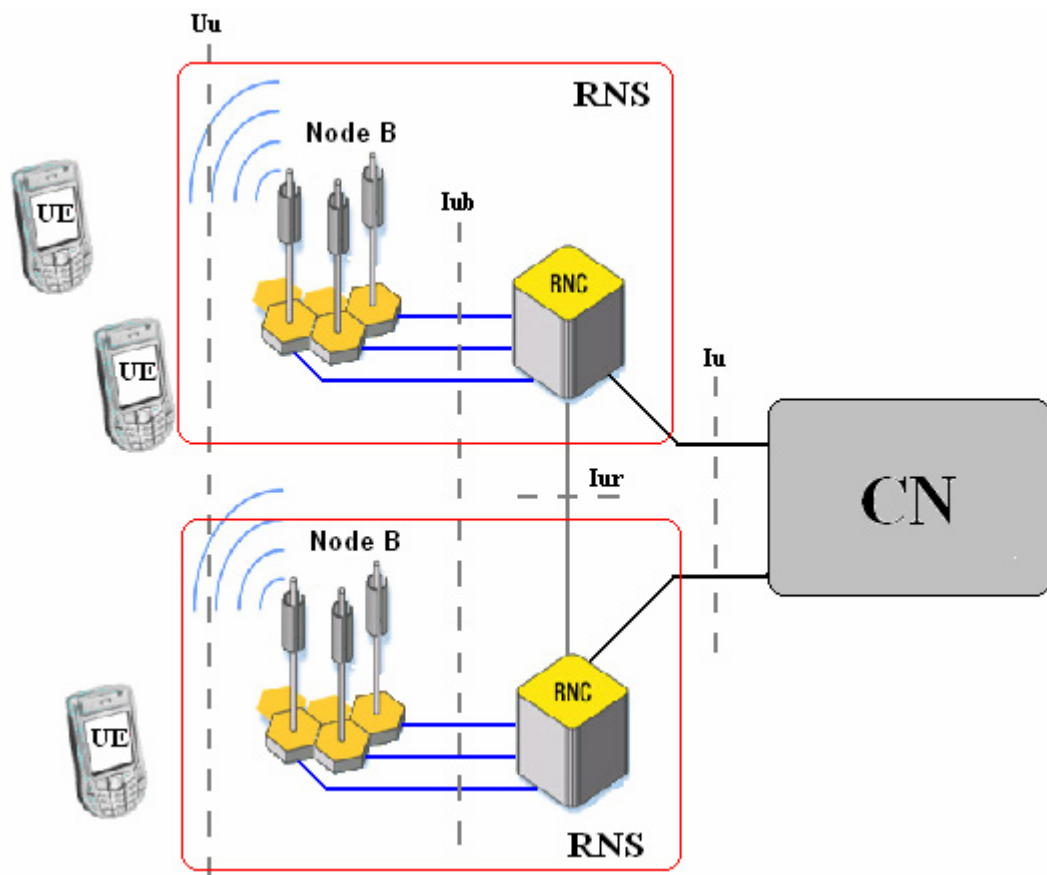 Uu
RNS
Node B
UE
Iub
RNC
UE
Iu
CN
Iur
Node B
RNC
UE
RNS